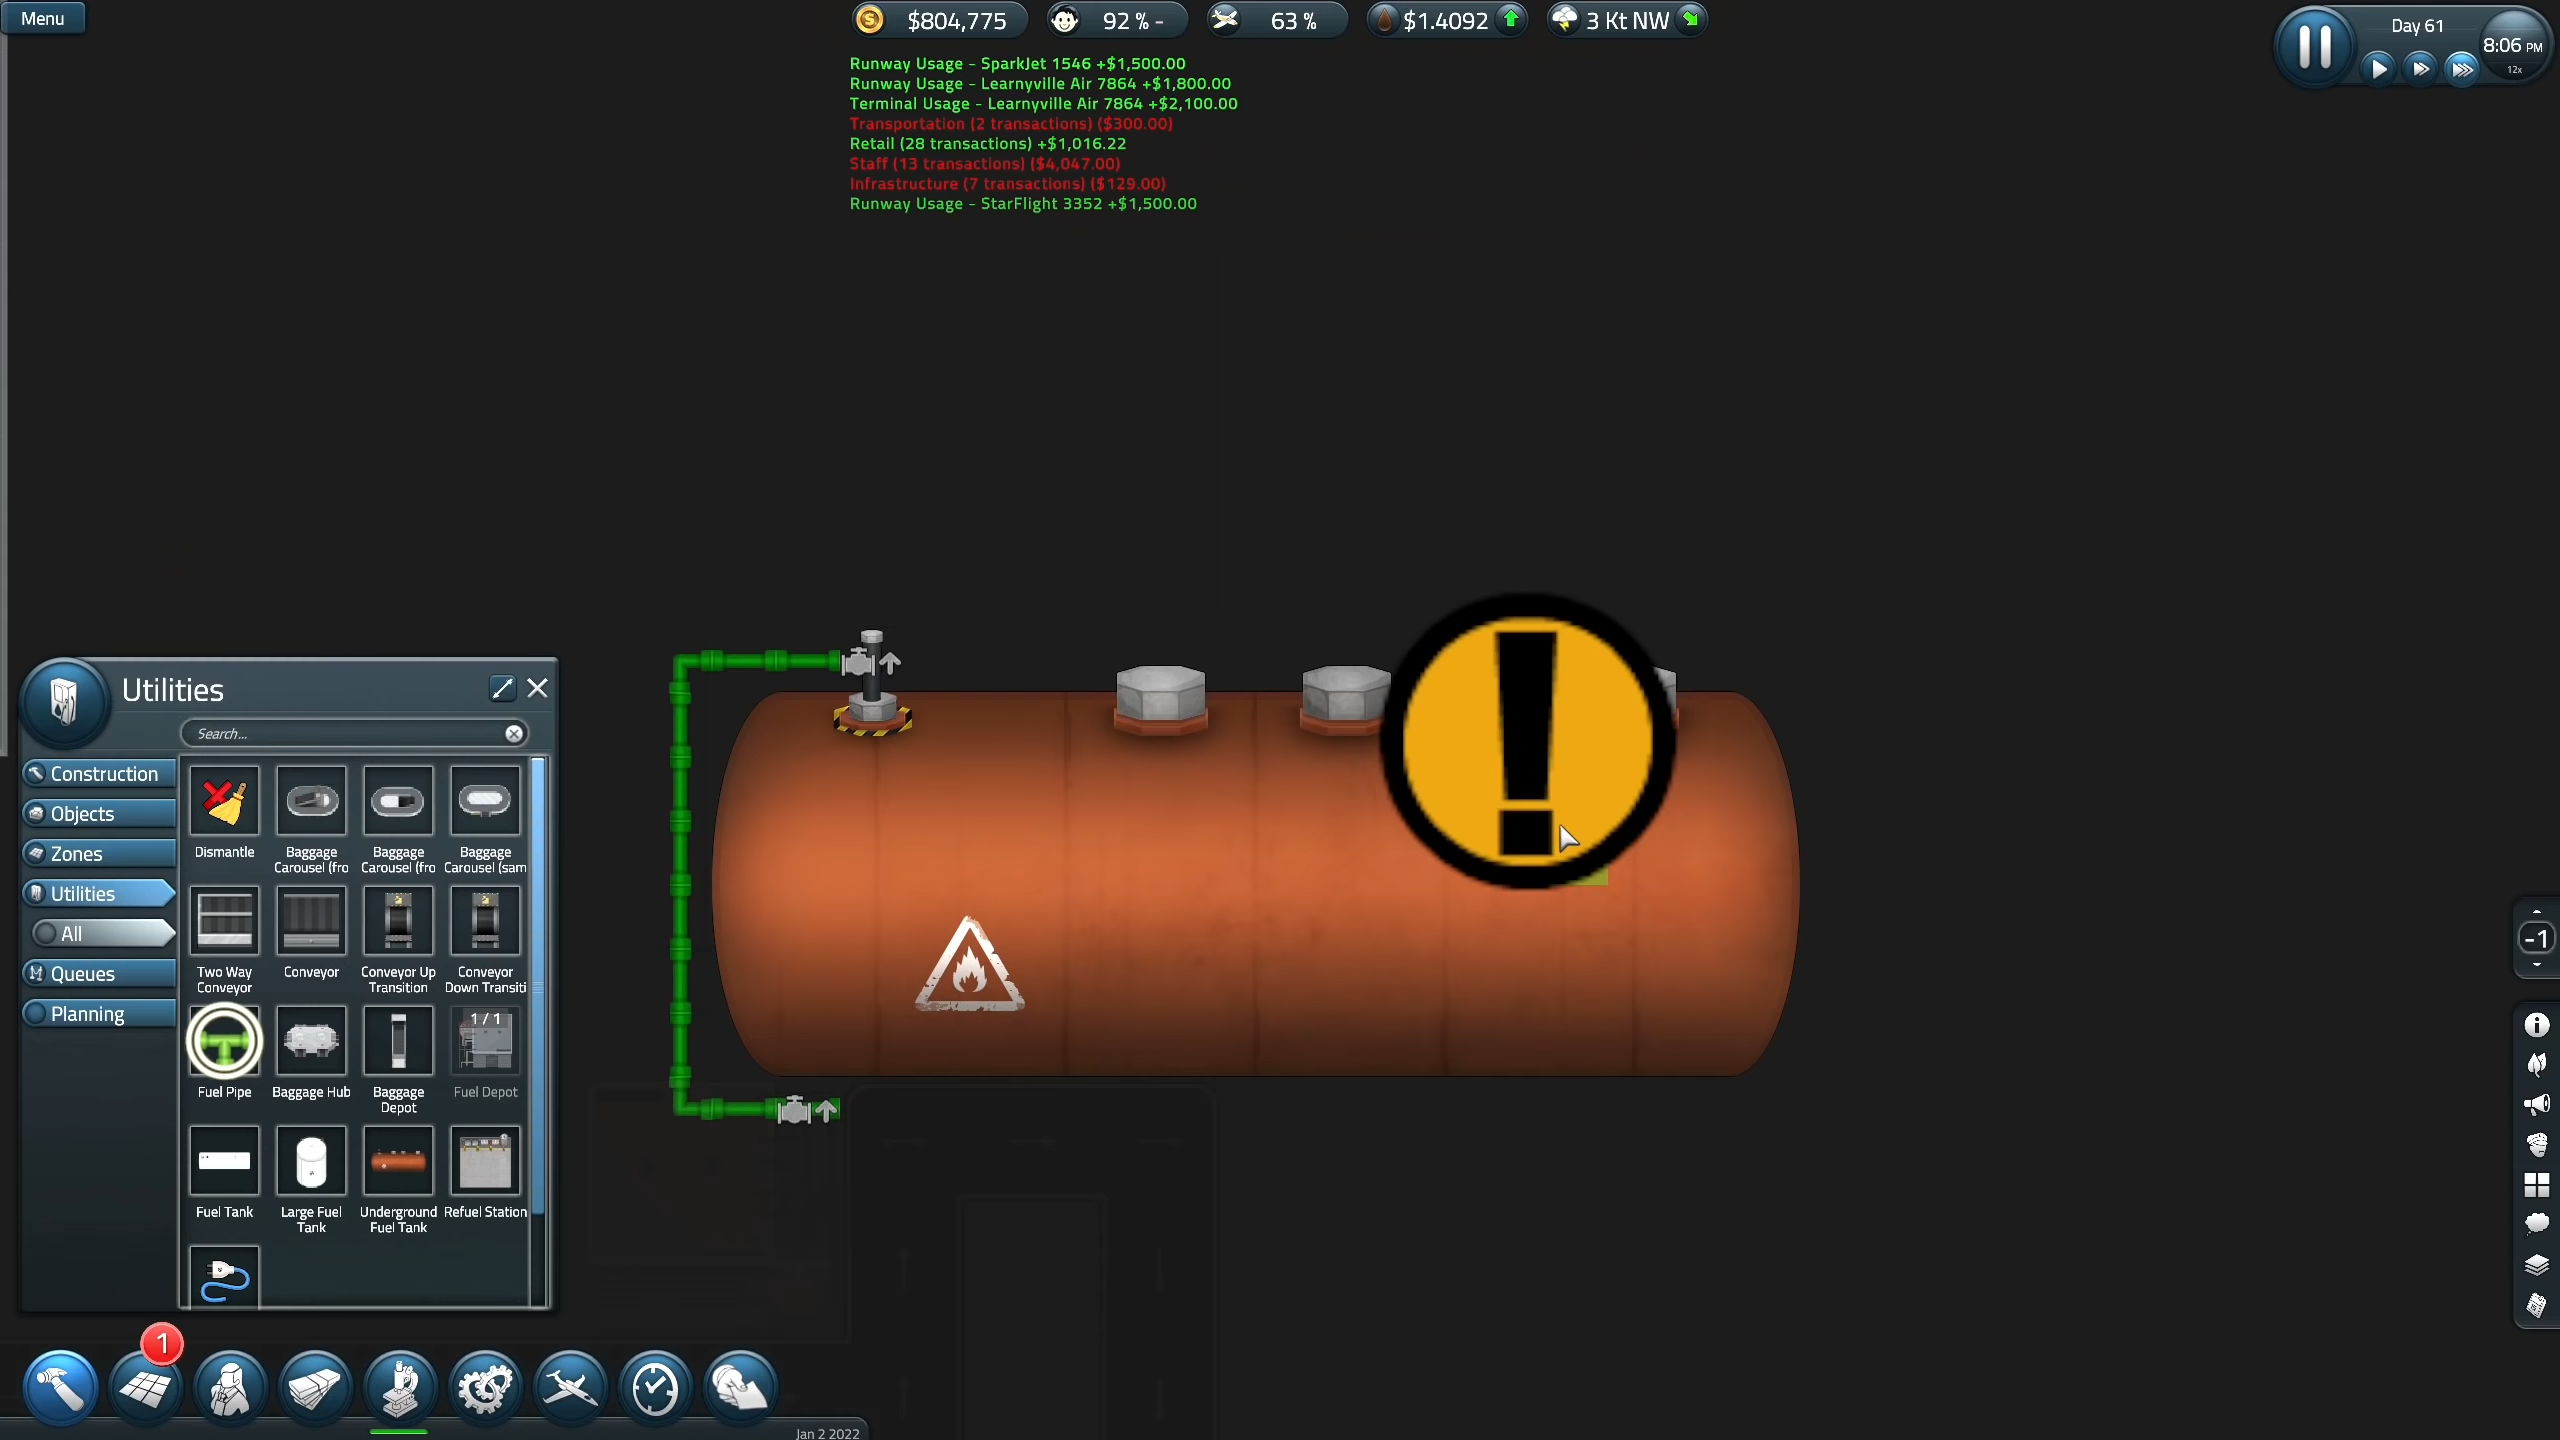 Menu
$804,775
92 % -
63 %
$1.4092
3 Kt NW
Day 61
8:06 PM
12x
Runway Usage - SparkJet 1546 +$1,500.00
Runway Usage - Learnyville Air 7864 +$1,800.00
Terminal Usage - Learnyville Air 7864 +$2,100.00
Transportation (2 transactions) ($300.00)
Retail (28 transactions) +$1,016.22
Staff (13 transactions) ($4,047.00)
Infrastructure (7 transactions) ($129.00)
Runway Usage - StarFlight 3352 +$1,500.00
Utilities
Search...
Construction
Objects
Zones
Utilities
All
Queues
Planning
Dismantle
Baggage Carousel (fro
Baggage Carousel (fro
Baggage Carousel (sam
Two Way Conveyor
Conveyor
Conveyor Up Transition
Conveyor Down Transiti
Fuel Pipe
Baggage Hub
Baggage Depot
1 / 1
Fuel Depot
Fuel Tank
Large Fuel Tank
Underground Fuel Tank
Refuel Station
-1
1
Jan 2 2022